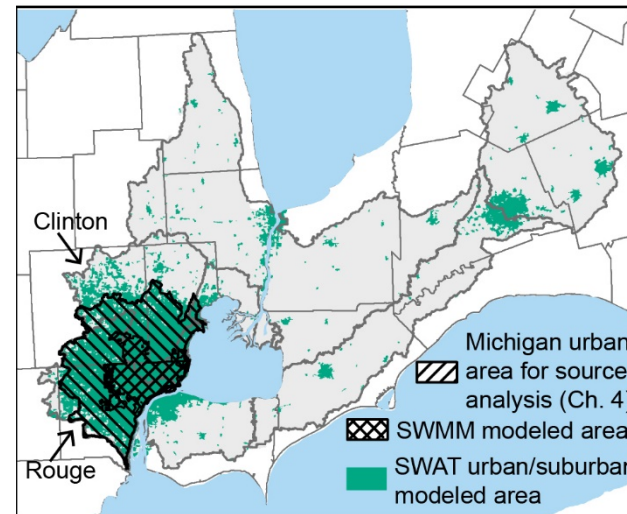 Clinton
Rouge
Michigan urban
area for source
analysis (Ch. 4)
SWMM modeled area
SWAT urban/suburban
modeled area